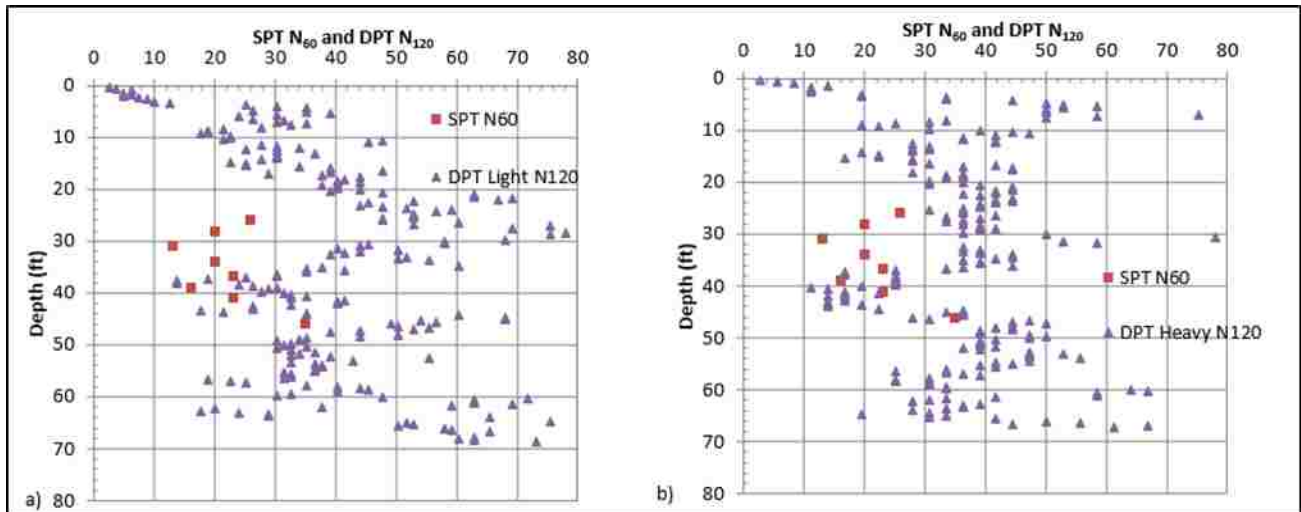 SPT N60 and DPT N120
0 10 20 30 40 50 60 70 80
0
10
20
30
40
50
60
70
80
Depth (ft)
SPT N60
DPT Light N120
a)
SPT N60 and DPT N120
0 10 20 30 40 50 60 70 80
0
10
20
30
40
50
60
70
80
Depth (ft)
SPT N60
DPT Heavy N120
b)